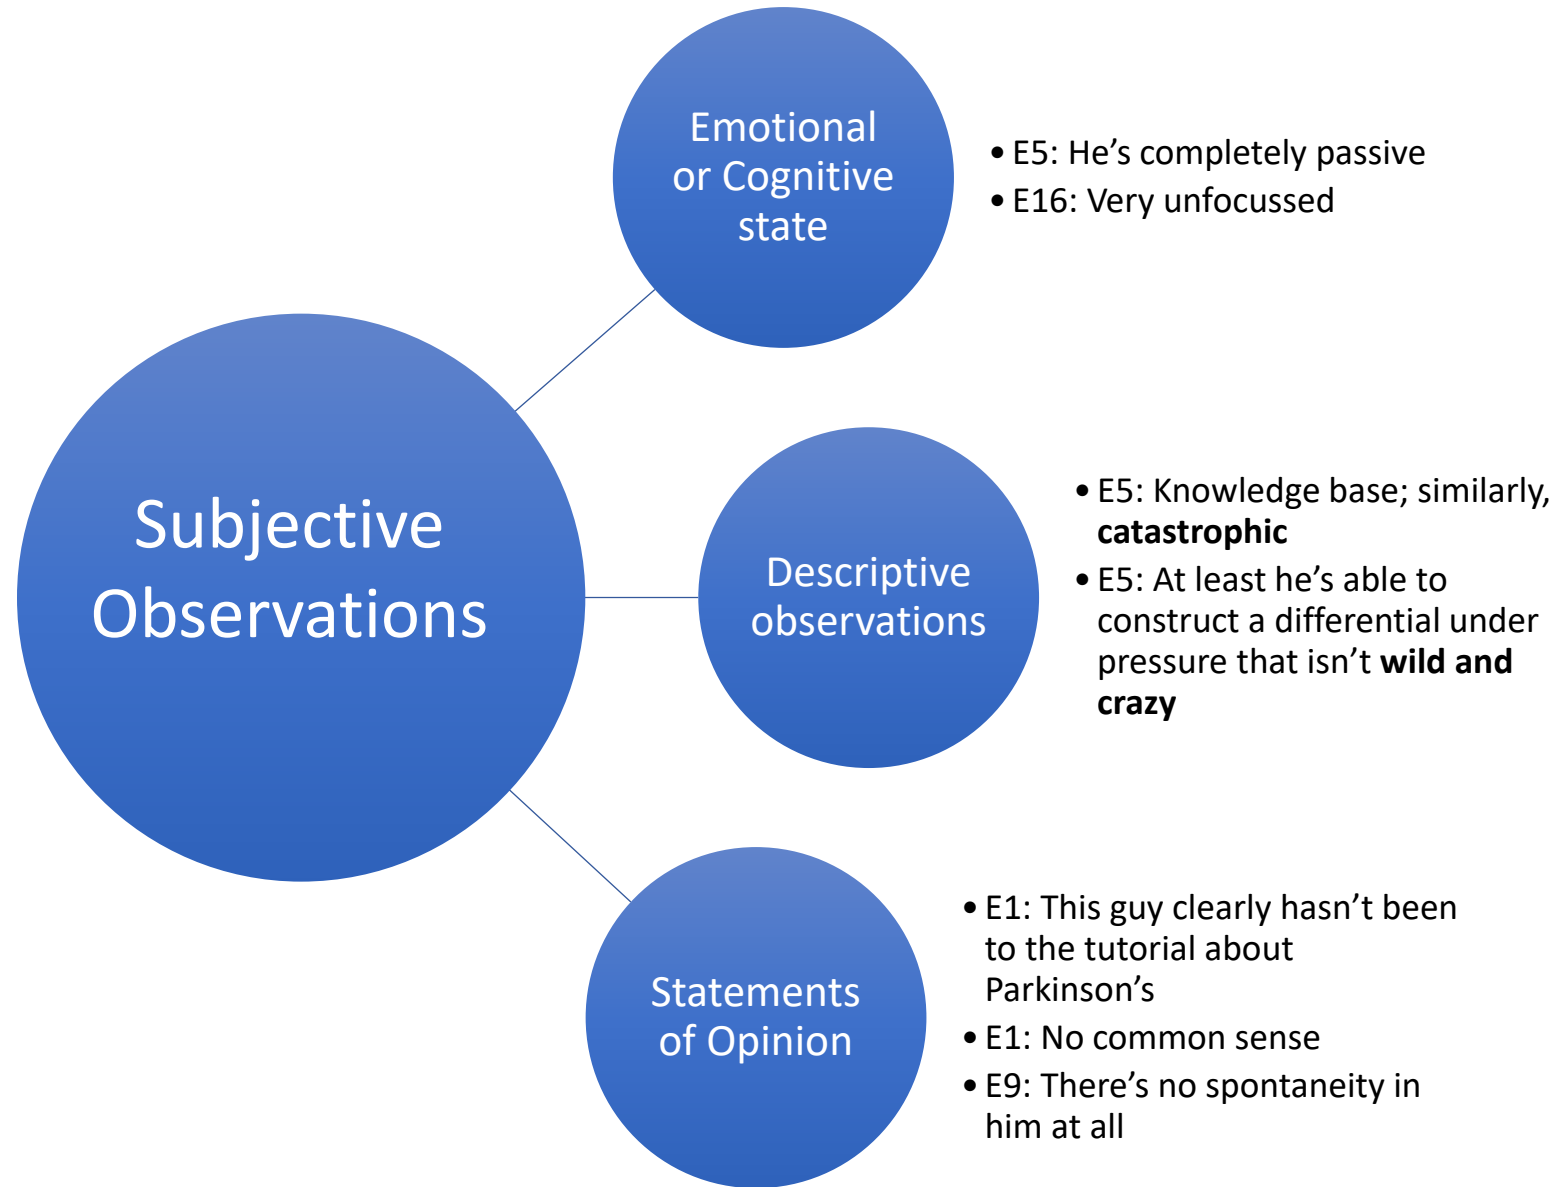 Subjective
Observations
Emotional
or Cognitive
state
• E5: He’s completely passive
• E16: Very unfocussed
Descriptive
observations
• E5: Knowledge base; similarly,
catastrophic
• E5: At least he’s able to
construct a differential under
pressure that isn’t wild and
crazy
Statements
of Opinion
• E1: This guy clearly hasn’t been
to the tutorial about
Parkinson’s
• E1: No common sense
• E9: There’s no spontaneity in
him at all